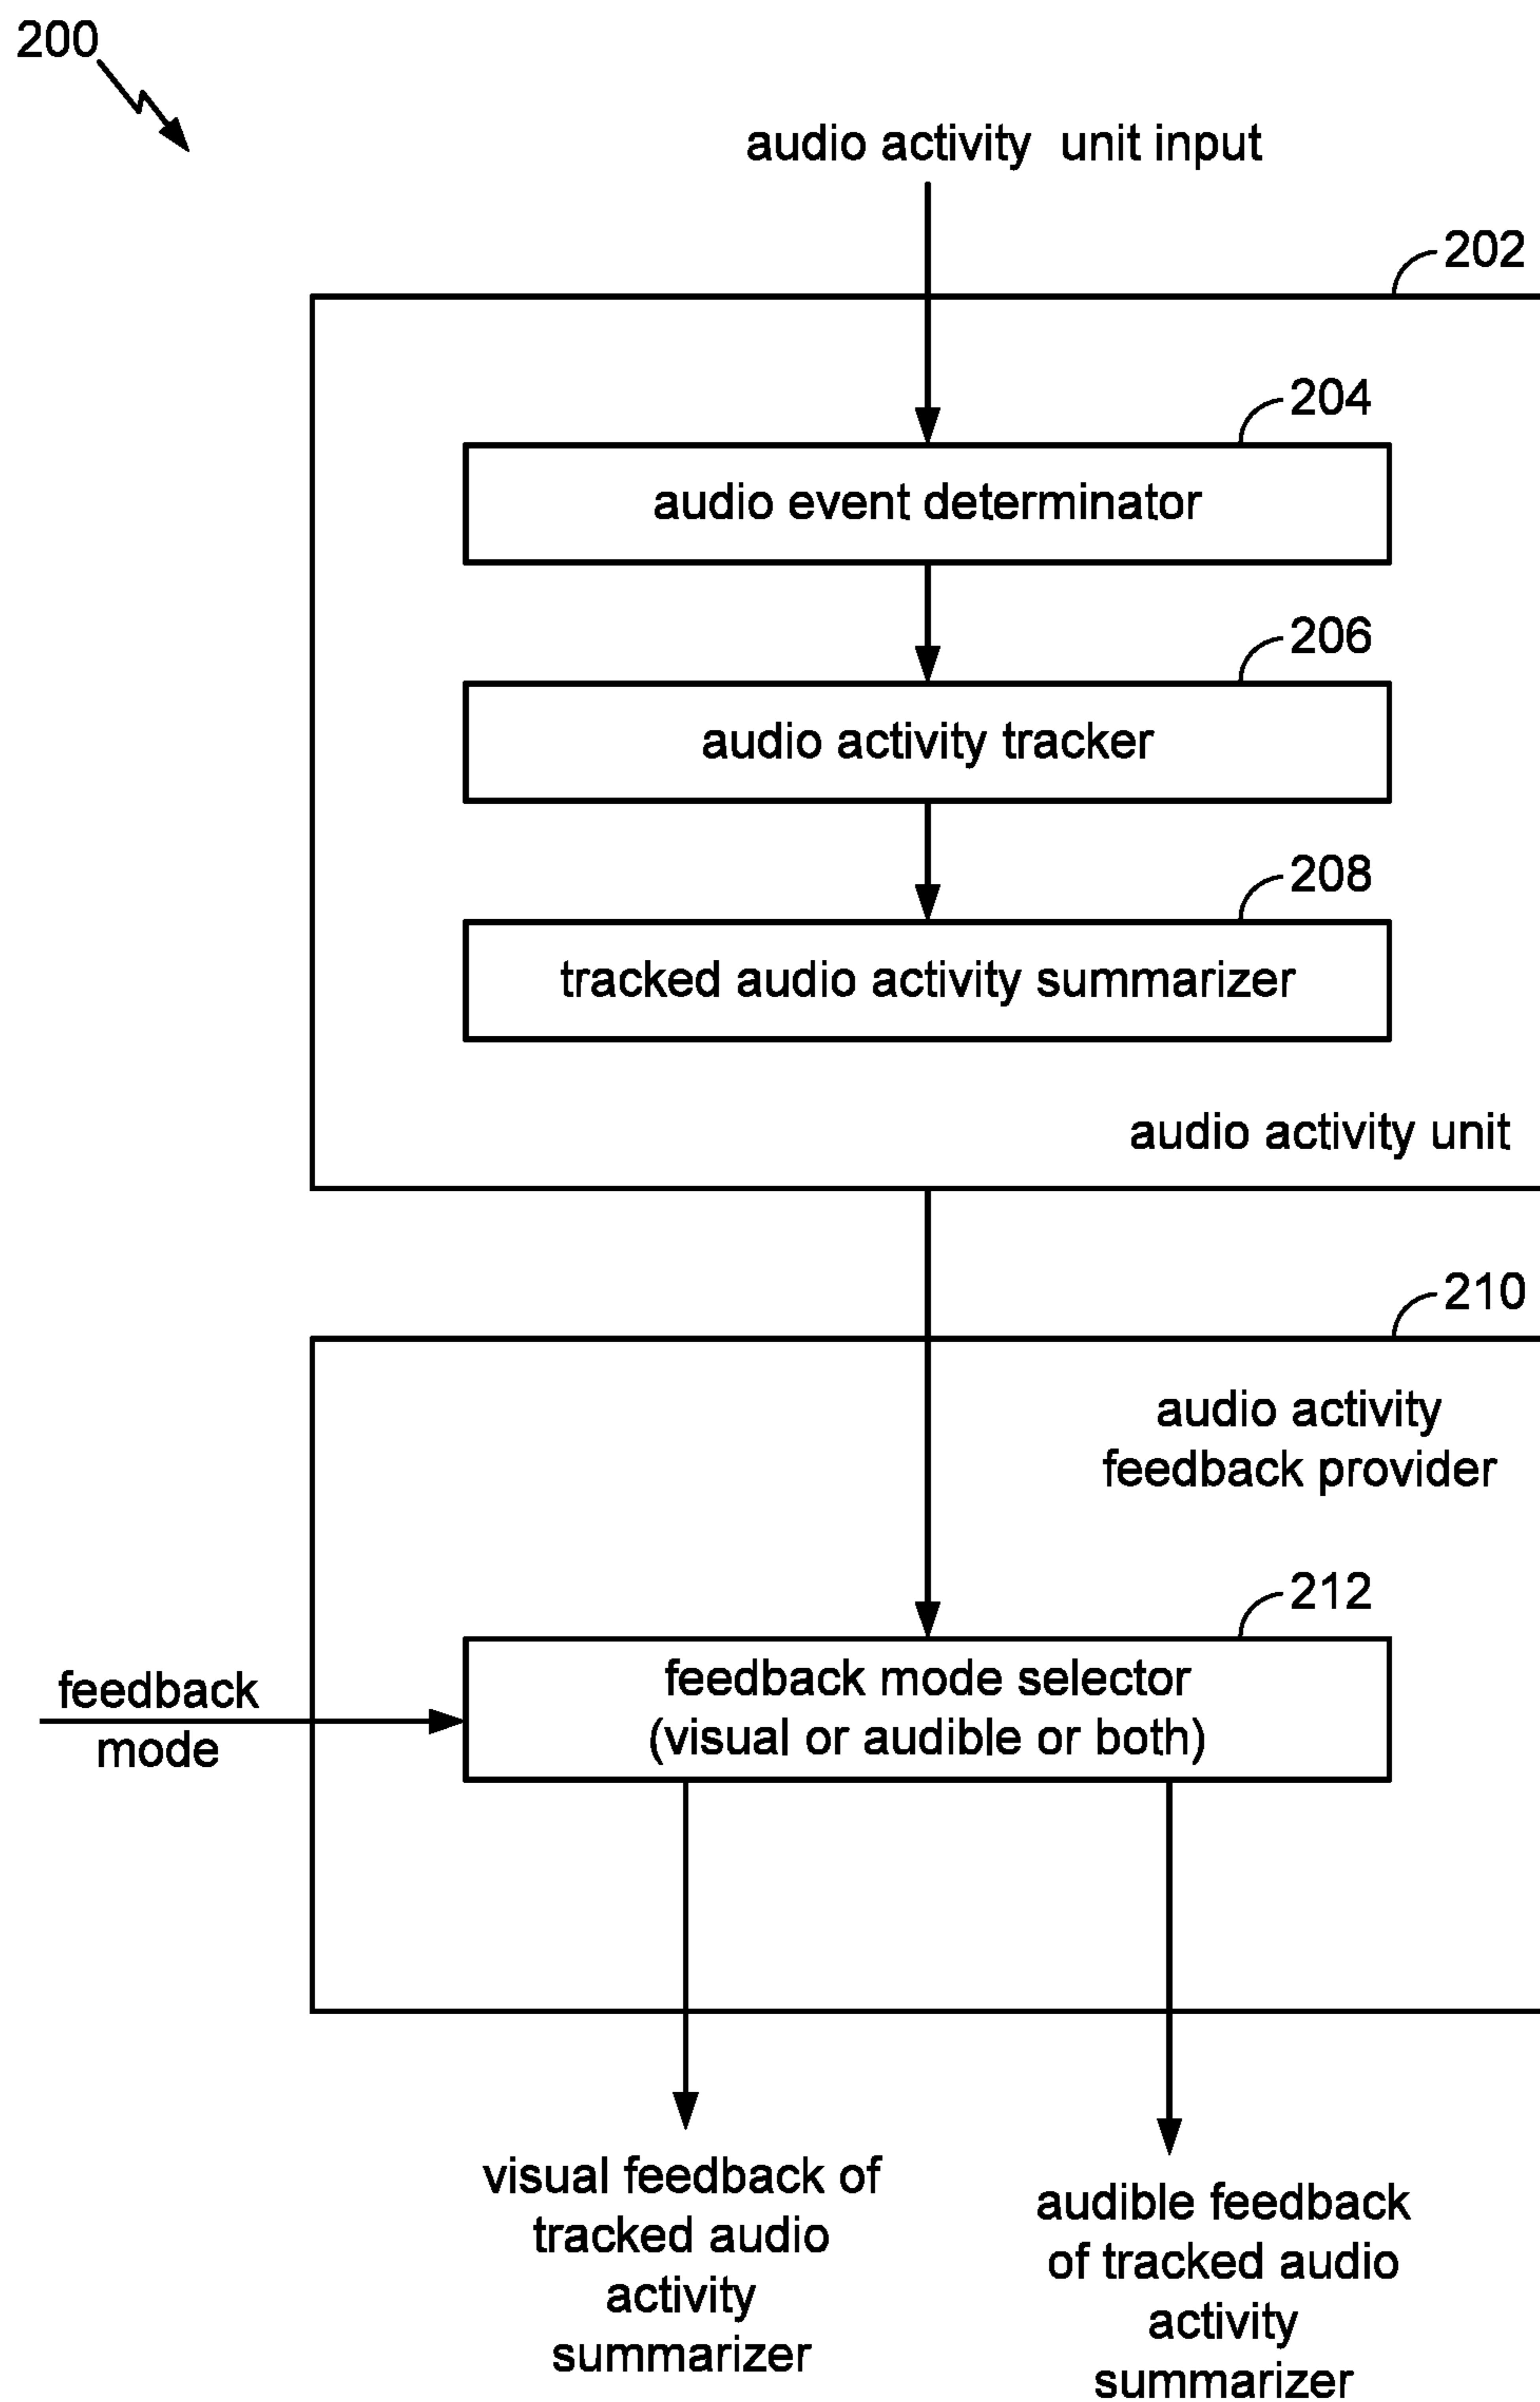 200
audio activity unit input
202
204
audio event determinator
206
audio activity tracker
208
tracked audio activity summarizer
audio activity unit
210
audio activity
feedback provider
212
feedback mode selector
(visual or audible or both)
feedback
mode
visual feedback of
tracked audio
activity
summarizer
audible feedback
of tracked audio
activity
summarizer